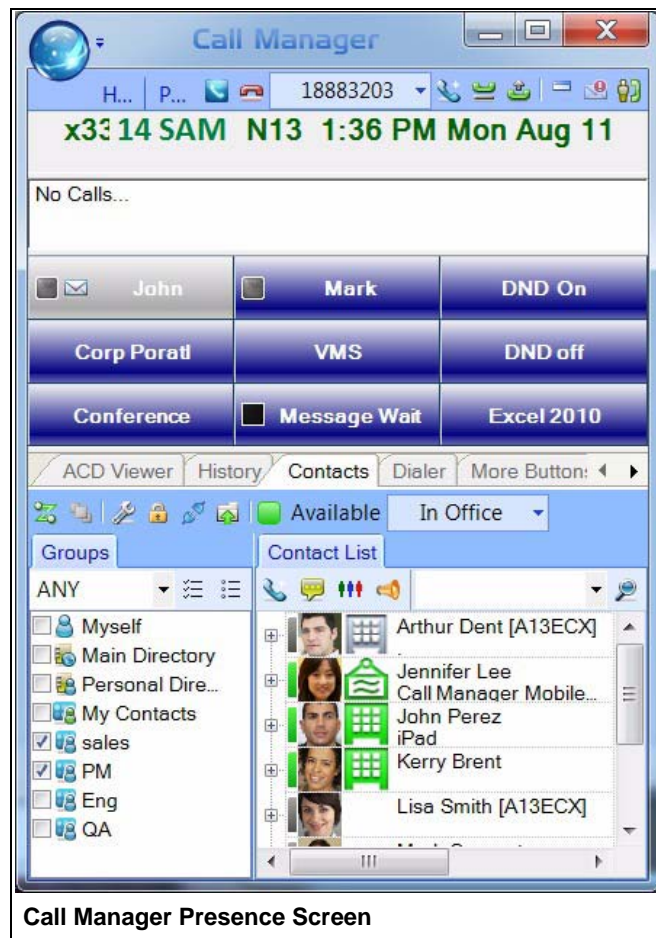 Call Manager
H... P... 18883203
x3314 SAM N13 1:36 PM Mon Aug 11
No Calls...
John Mark DND On
Corp Poratl VMS DND off
Conference Message Wait Excel 2010
ACD Viewer History Contacts Dialer More Button:
Available In Office
Groups Contact List
ANY
Myself
Main Directory
Personal Dire...
My Contacts
sales
PM
Eng
QA
Arthur Dent [A13ECX]
.
Jennifer Lee
Call Manager Mobile...
John Perez
iPad
Kerry Brent
Lisa Smith [A13ECX]
Call Manager Presence Screen